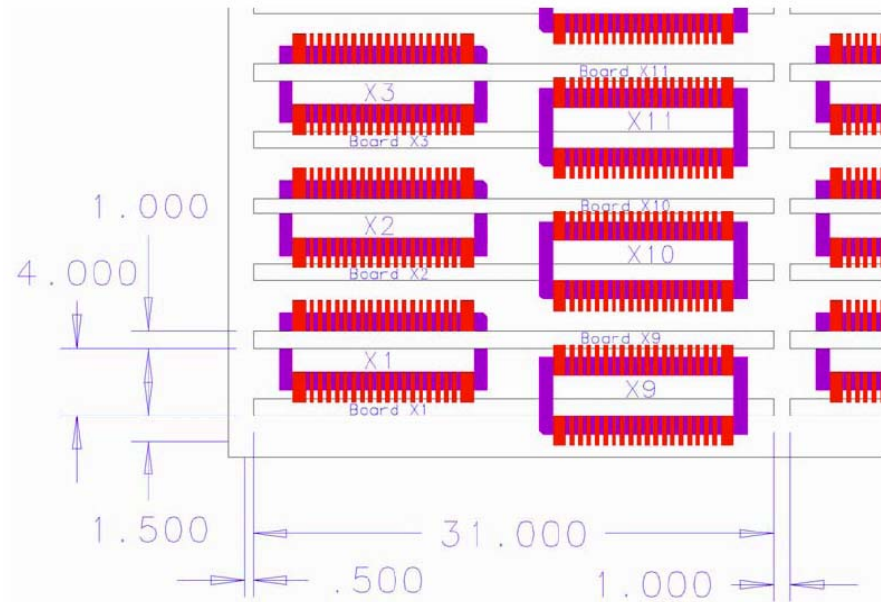 Board X11
X3
X11
Board X3
1.000
Board X10
X2
X10
4.000
Board X2
Board X9
X1
X9
Board X1
1.500
31.000
.500
1.000